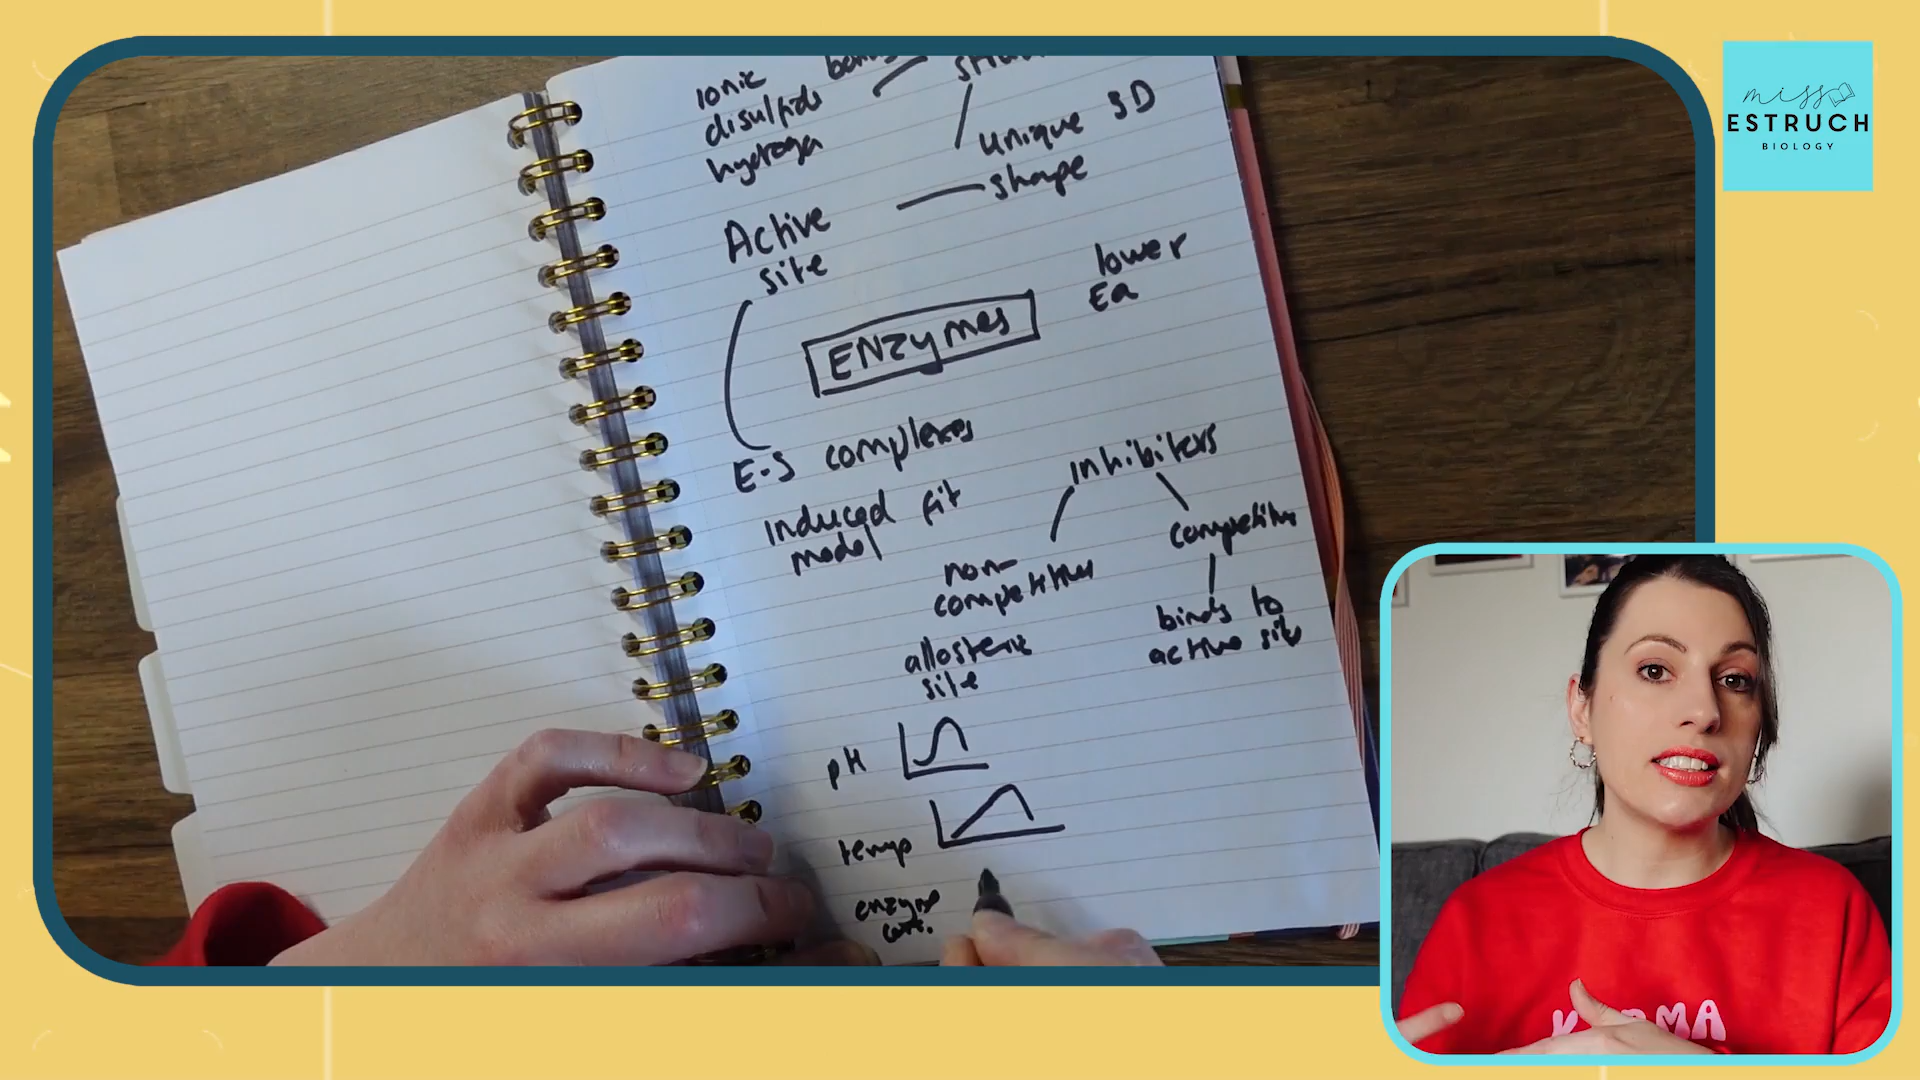 miss
ESTRUCH
BIOLOGY
ionic
disulfide
hydrogen
unique 3D
shape
Active
site
lower
Ea
ENZYMES
E-S complexes
induced fit
model
inhibitors
non-
competitive
competitive
allosteric
site
binds to
active site
pH
temp
enzyme
conc.